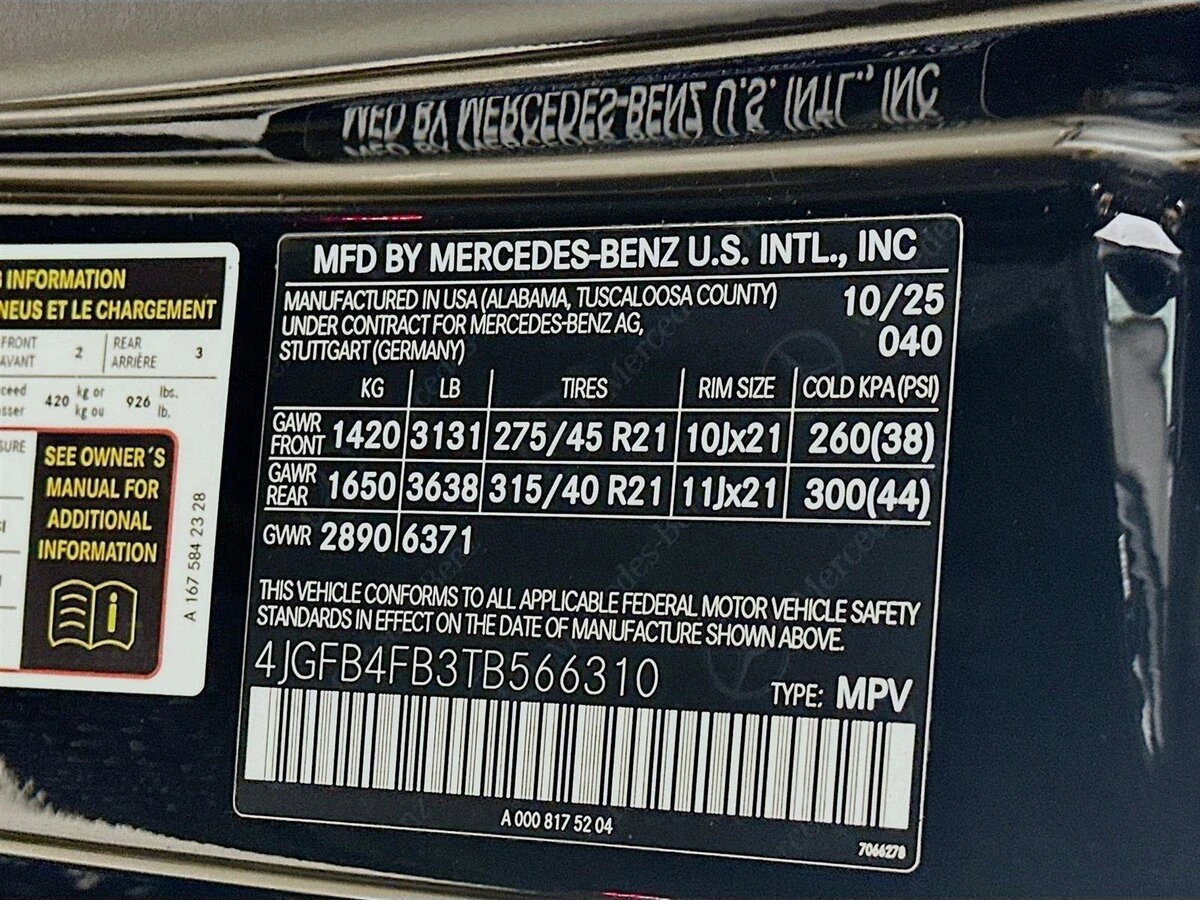 MFD BY MERCEDES-BENZ U.S. INTL., INC
INFORMATION
NEUS ET LE CHARGEMENT
FRONT 2 REAR 3
AVANT ARRIÈRE
420 kg or 926 lbs.
kg ou lb.
SEE OWNER´S
MANUAL FOR
ADDITIONAL
INFORMATION
A 167 584 23 28
MFD BY MERCEDES-BENZ U.S. INTL., INC
MANUFACTURED IN USA (ALABAMA, TUSCALOOSA COUNTY) 10/25
UNDER CONTRACT FOR MERCEDES-BENZ AG, 040
STUTTGART (GERMANY)
KG LB TIRES RIM SIZE COLD KPA (PSI)
GAWR FRONT 1420 3131 275/45 R21 10Jx21 260(38)
GAWR REAR 1650 3638 315/40 R21 11Jx21 300(44)
GVWR 2890 6371
THIS VEHICLE CONFORMS TO ALL APPLICABLE FEDERAL MOTOR VEHICLE SAFETY
STANDARDS IN EFFECT ON THE DATE OF MANUFACTURE SHOWN ABOVE.
4JGFB4FB3TB566310 TYPE: MPV
A 000 817 52 04
7066278